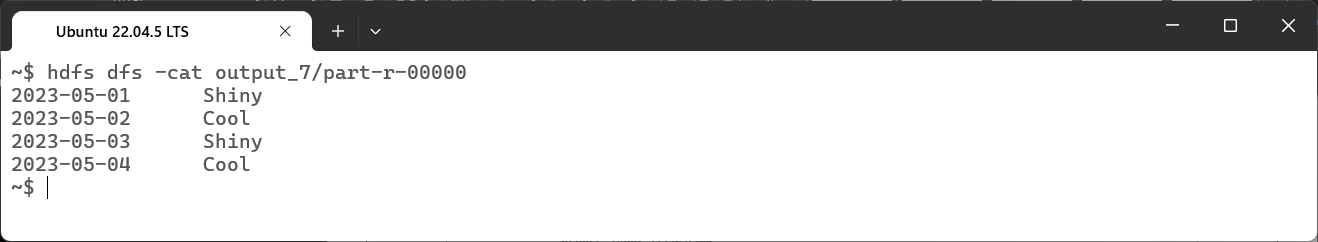 Ubuntu 22.04.5 LTS
~$ hdfs dfs -cat output_7/part-r-00000
2023-05-01      Shiny
2023-05-02      Cool
2023-05-03      Shiny
2023-05-04      Cool
~$